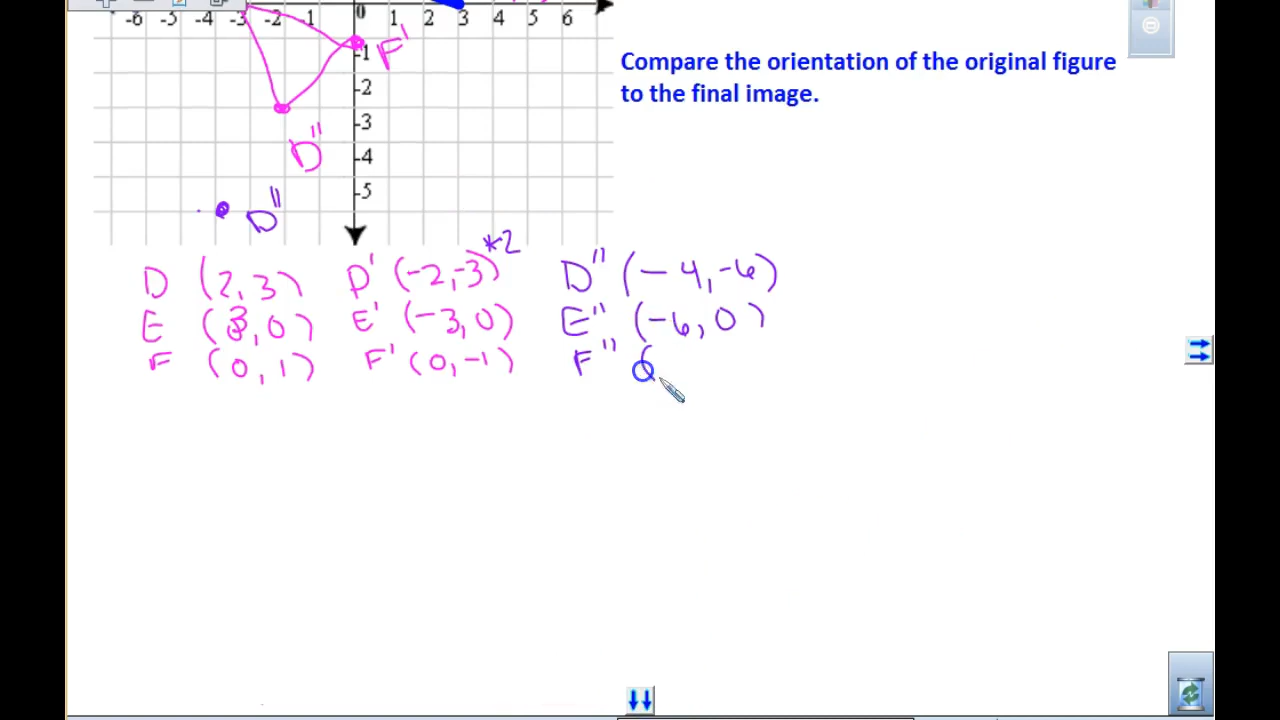 -6 -5 -4 -3 -2 -1 0 1 2 3 4 5 6
F'
-1
-2
-3
-4
-5
D"
D"
Compare the orientation of the original figure
to the final image.
*2
D (2,3) D' (-2,-3) D" (-4,-6)
E (3,0) E' (-3,0) E" (-6,0)
F (0,1) F' (0,-1) F" (